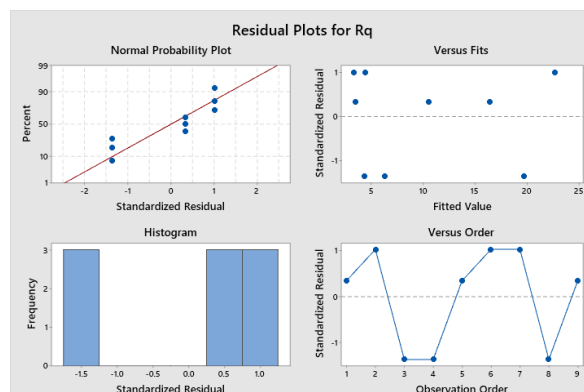 Residual Plots for Rq
Normal Probability Plot
Versus Fits
99
90
50
10
1
Percent
-2 -1 0 1 2
Standardized Residual
1
0
-1
Standardized Residual
5 10 15 20 25
Fitted Value
Histogram
Versus Order
3
2
1
0
Frequency
-1.5 -1.0 -0.5 0.0 0.5 1.0
Standardized Residual
1
0
-1
Standardized Residual
1 2 3 4 5 6 7 8 9
Observation Order